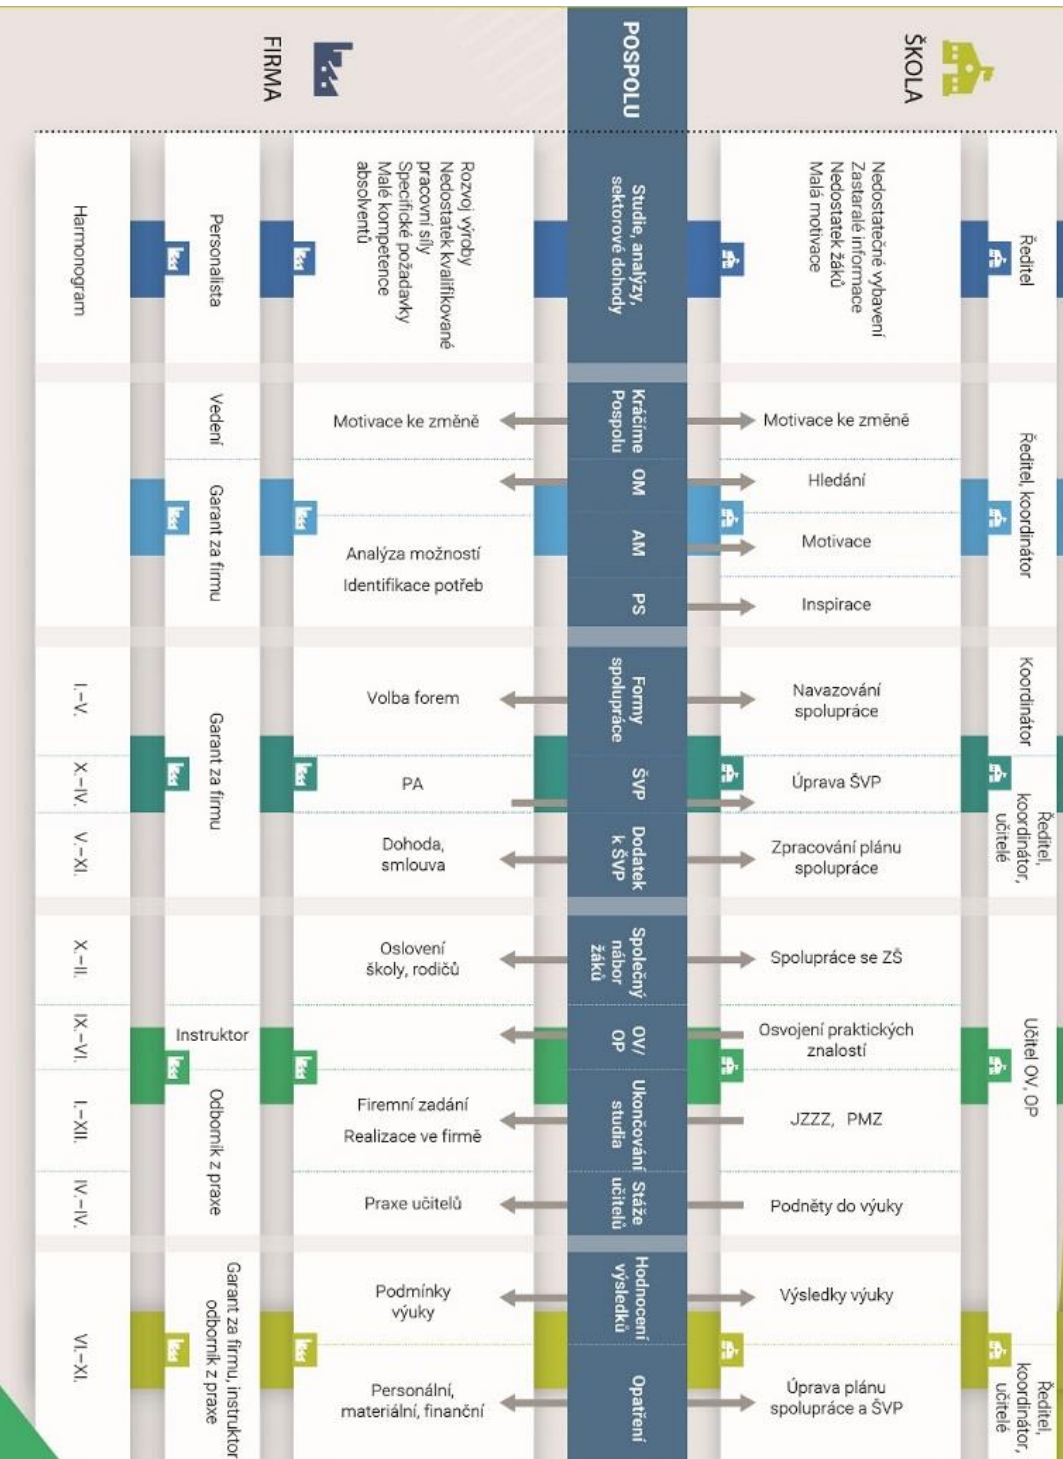 FIRMA
POSPOLU
ŠKOLA
Harmonogram
Personalista
Rozvoj výroby
Nedostatek kvalifikované
pracovní síly
Specifické požadavky
Malé kompetence
absolventů
Studie, analýzy,
sektorové dohody
Nedostatečné vybavení
Zastaralé informace
Nedostatek žáků
Malá motivace
Ředitel
Vedení
Motivace ke změně
Kráčíme
Pospolu
Motivace ke změně
Ředitel, koordinátor
Garant za firmu
OM
Hledání
Analýza možností
Identifikace potřeb
AM
Motivace
PS
Inspirace
I.–V.
Garant za firmu
Volba forem
Formy
spolupráce
Navazování
spolupráce
Koordinátor
X.–IV.
PA
ŠVP
Úprava ŠVP
Ředitel,
koordinátor,
učitelé
V.–XI.
Dohoda,
smlouva
Dodatek
k ŠVP
Zpracování plánu
spolupráce
X.–II.
Oslovení
školy, rodičů
Společný
nábor
žáků
Spolupráce se ZŠ
Učitel OV, OP
IX.–VI.
Instruktor
OV/
OP
Osvojení praktických
znalostí
I.–XII.
Odborník z praxe
Firemní zadání
Realizace ve firmě
Ukončování
studia
JZZZ, PMZ
IV.–IV.
Praxe učitelů
Stáže
učitelů
Podněty do výuky
VI.–XI.
Garant za firmu, instruktor
odborník z praxe
Podmínky
výuky
Hodnocení
výsledků
Výsledky výuky
Ředitel,
koordinátor,
učitelé
Personální,
materiální, finanční
Opatření
Úprava plánu
spolupráce a ŠVP